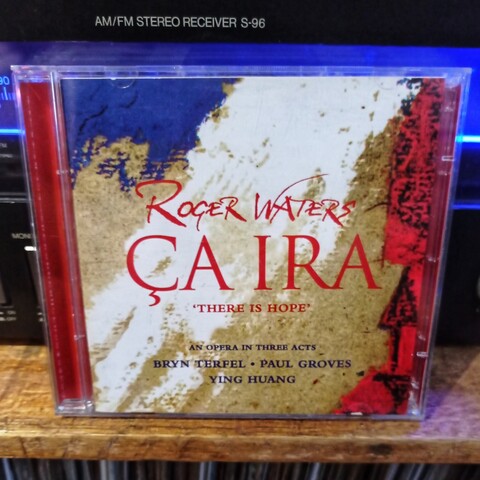 AM/FM STEREO RECEIVER S-96
ROGER WATERS
ÇA IRA
'THERE IS HOPE'
AN OPERA IN THREE ACTS
BRYN TERFEL • PAUL GROVES
YING HUANG